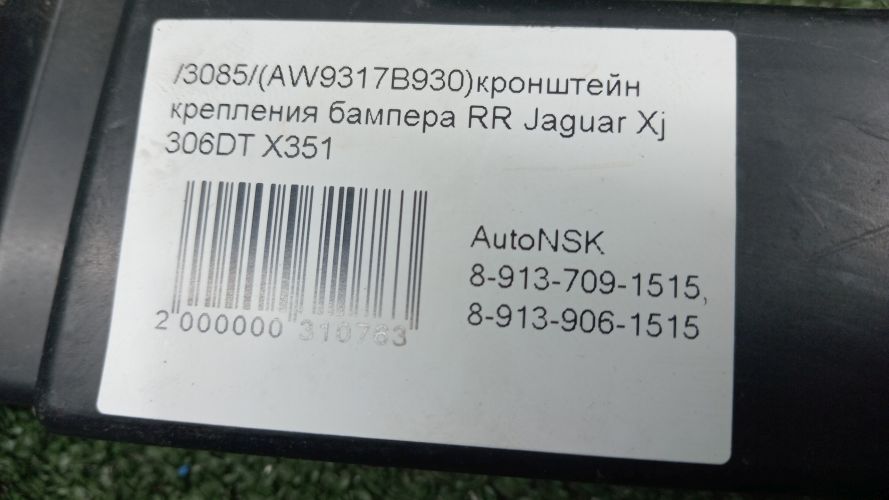 /3085/(AW9317B930)кронштейн
крепления бампера RR Jaguar Xj
306DT X351
AutoNSK
8-913-709-1515,
8-913-906-1515
2 000000 310763